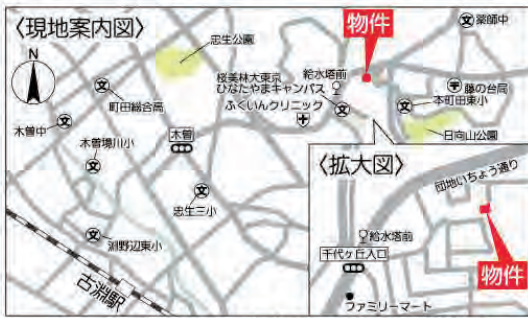 〈現地案内図〉
N
忠生公園
物件
薬師中
町田総合高
桜美林大東京
ひなたやまキャンパス
給水塔前
藤の台局
ふくいんクリニック
本町田東小
木曽中
木曽
日向山公園
木曽境川小
忠生三小
淵野辺東小
古淵駅
〈拡大図〉
団地いちょう通り
給水塔前
千代ヶ丘入口
物件
ファミリーマート